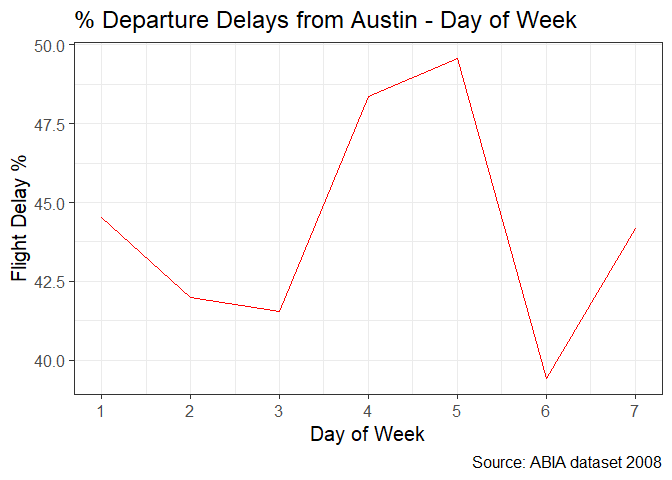 % Departure Delays from Austin - Day of Week
50.0
47.5
45.0
42.5
40.0
Flight Delay %
1 2 3 4 5 6 7
Day of Week
Source: ABIA dataset 2008